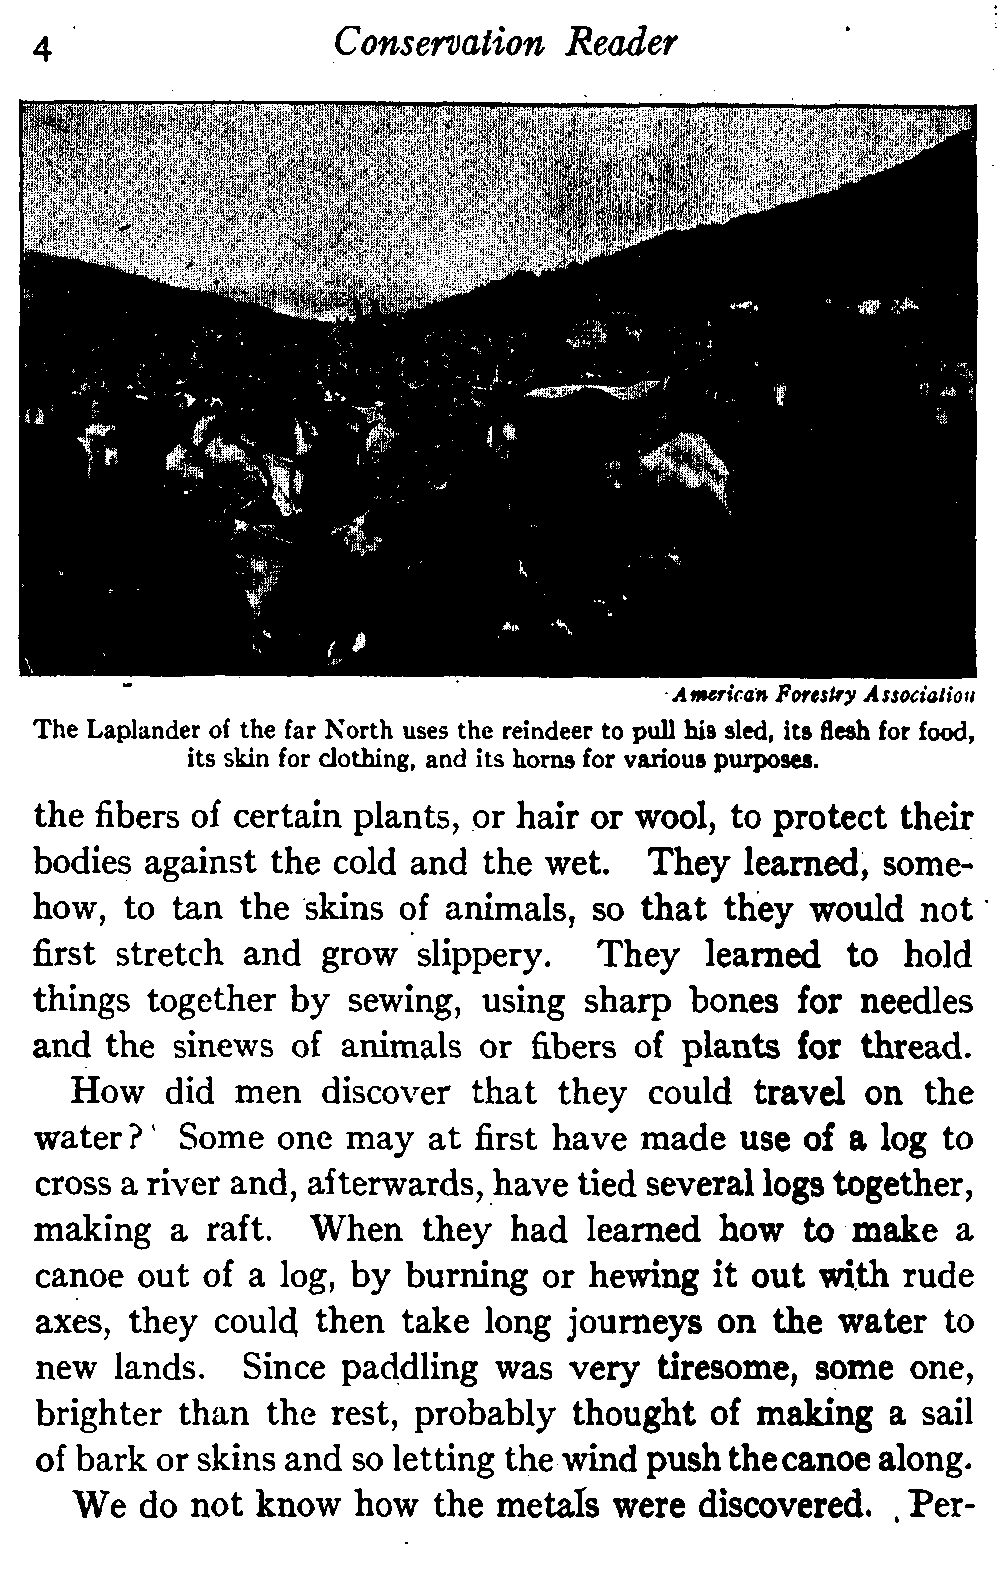 4 Conservation Reader
American Forestry Association
The Laplander of the far North uses the reindeer to pull his sled, its flesh for food,
its skin for clothing, and its horns for various purposes.
the fibers of certain plants, or hair or wool, to protect their
bodies against the cold and the wet. They learned, some-
how, to tan the skins of animals, so that they would not
first stretch and grow slippery. They learned to hold
things together by sewing, using sharp bones for needles
and the sinews of animals or fibers of plants for thread.
How did men discover that they could travel on the
water? Some one may at first have made use of a log to
cross a river and, afterwards, have tied several logs together,
making a raft. When they had learned how to make a
canoe out of a log, by burning or hewing it out with rude
axes, they could then take long journeys on the water to
new lands. Since paddling was very tiresome, some one,
brighter than the rest, probably thought of making a sail
of bark or skins and so letting the wind push the canoe along.
We do not know how the metals were discovered. Per-